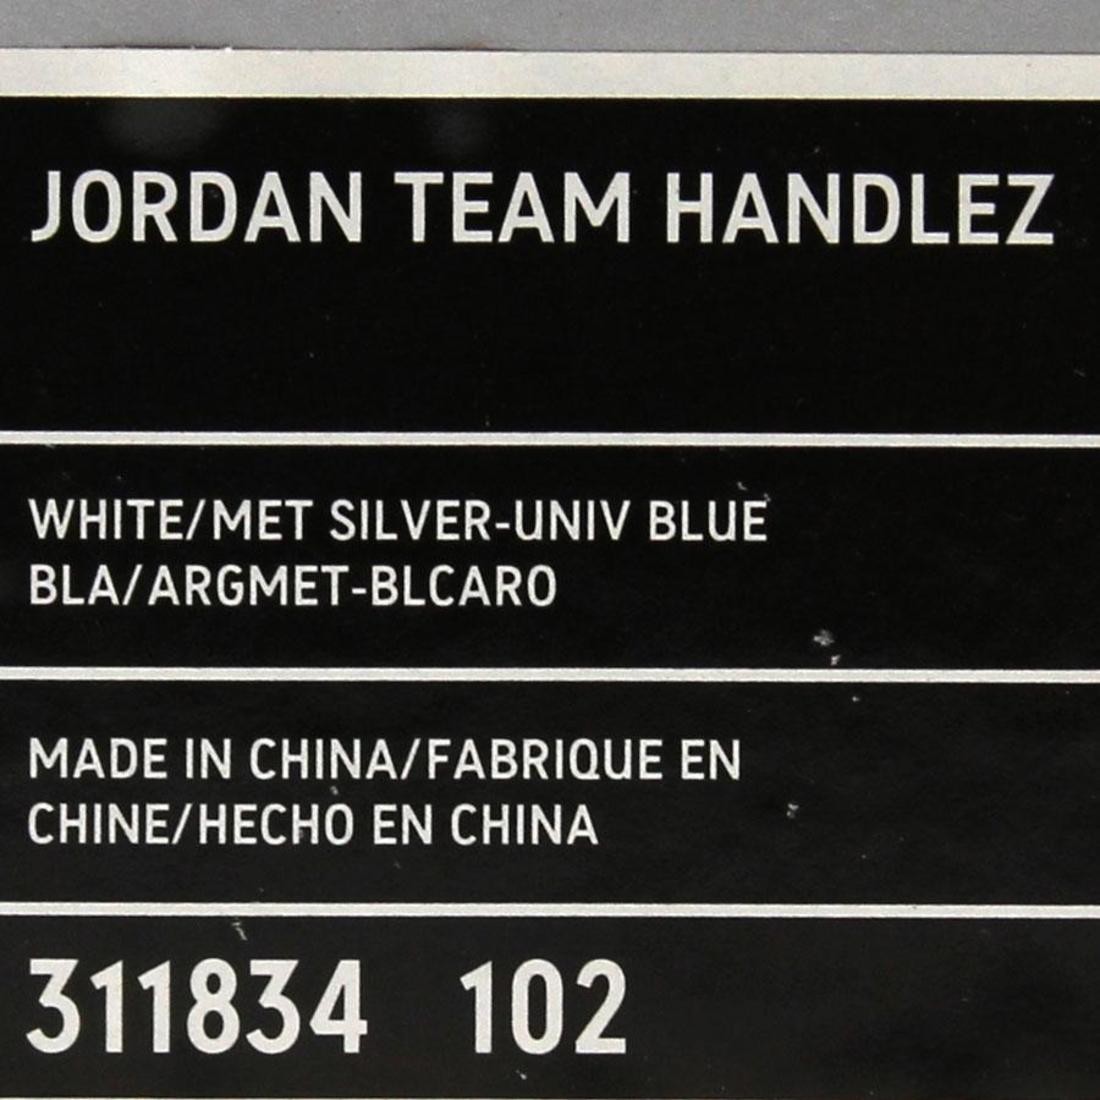 JORDAN TEAM HANDLEZ
WHITE/MET SILVER-UNIV BLUE
BLA/ARGMET-BLCARO
MADE IN CHINA/FABRIQUE EN
CHINE/HECHO EN CHINA
311834 102